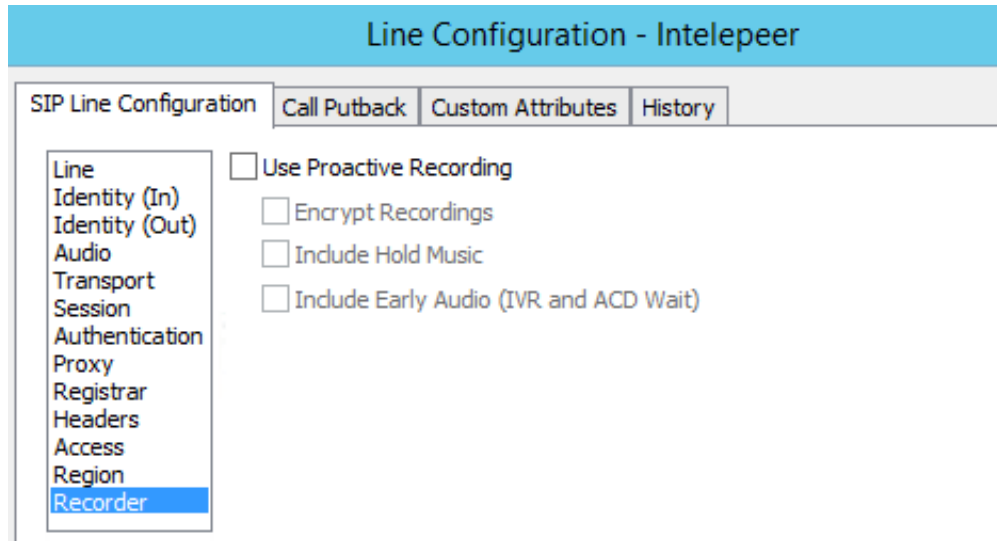 Line Configuration - Intelepeer
SIP Line Configuration
Call Putback
Custom Attributes
History
Line
Identity (In)
Identity (Out)
Audio
Transport
Session
Authentication
Proxy
Registrar
Headers
Access
Region
Recorder
Use Proactive Recording
Encrypt Recordings
Include Hold Music
Include Early Audio (IVR and ACD Wait)